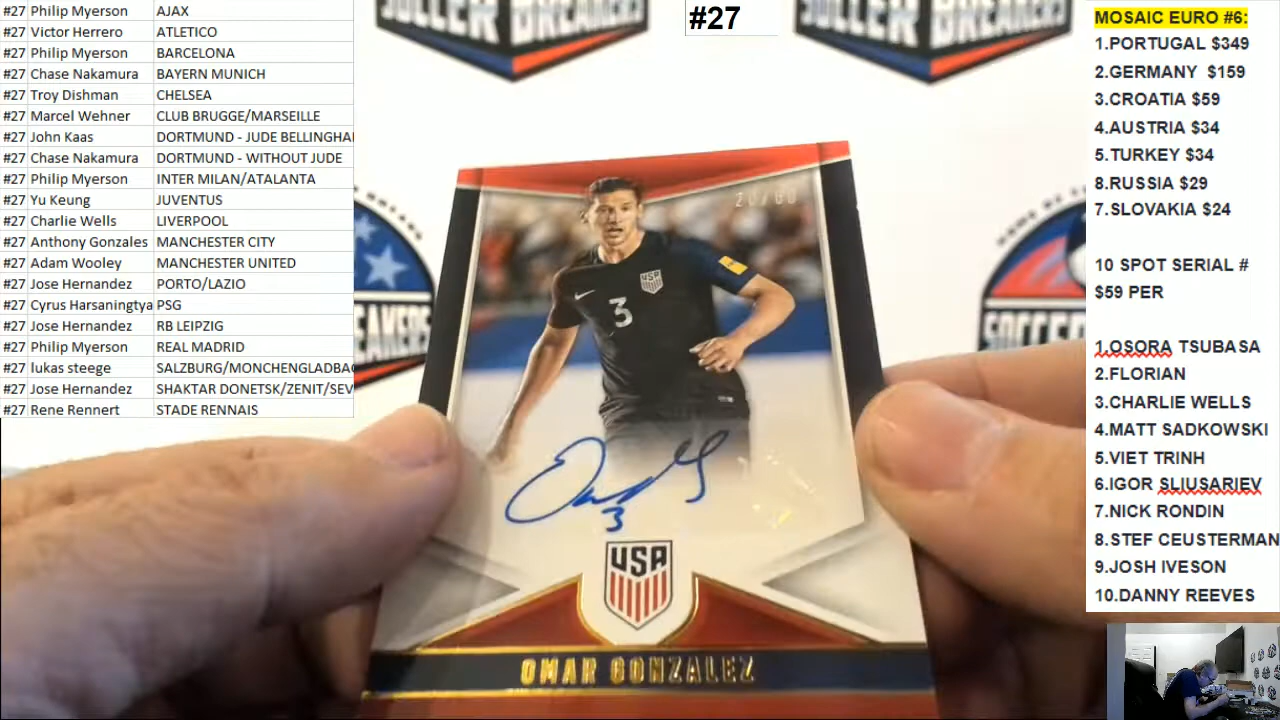 #27 Philip Myerson AJAX
#27 Victor Herrero ATLETICO
#27 Philip Myerson BARCELONA
#27 Chase Nakamura BAYERN MUNICH
#27 Troy Dishman CHELSEA
#27 Marcel Wehner CLUB BRUGGE/MARSEILLE
#27 John Kaas DORTMUND - JUDE BELLINGHA
#27 Chase Nakamura DORTMUND - WITHOUT JUDE
#27 Philip Myerson INTER MILAN/ATALANTA
#27 Yu Keung JUVENTUS
#27 Charlie Wells LIVERPOOL
#27 Anthony Gonzales MANCHESTER CITY
#27 Adam Wooley MANCHESTER UNITED
#27 Jose Hernandez PORTO/LAZIO
#27 Cyrus Harsaningtya PSG
#27 Jose Hernandez RB LEIPZIG
#27 Philip Myerson REAL MADRID
#27 lukas steege SALZBURG/MONCHENGLADBAC
#27 Jose Hernandez SHAKTAR DONETSK/ZENIT/SEV
#27 Rene Rennert STADE RENNAIS
#27
SOCCER BREAKERS
BREAKERS
SOCCER
USA
3
3
USA
OMAR GONZALEZ
MOSAIC EURO #6:
1.PORTUGAL $349
2.GERMANY $159
3.CROATIA $59
4.AUSTRIA $34
5.TURKEY $34
8.RUSSIA $29
7.SLOVAKIA $24
10 SPOT SERIAL #
$59 PER
1.OSORA TSUBASA
2.FLORIAN
3.CHARLIE WELLS
4.MATT SADKOWSKI
5.VIET TRINH
6.IGOR SLIUSARIEV
7.NICK RONDIN
8.STEF CEUSTERMAN
9.JOSH IVESON
10.DANNY REEVES